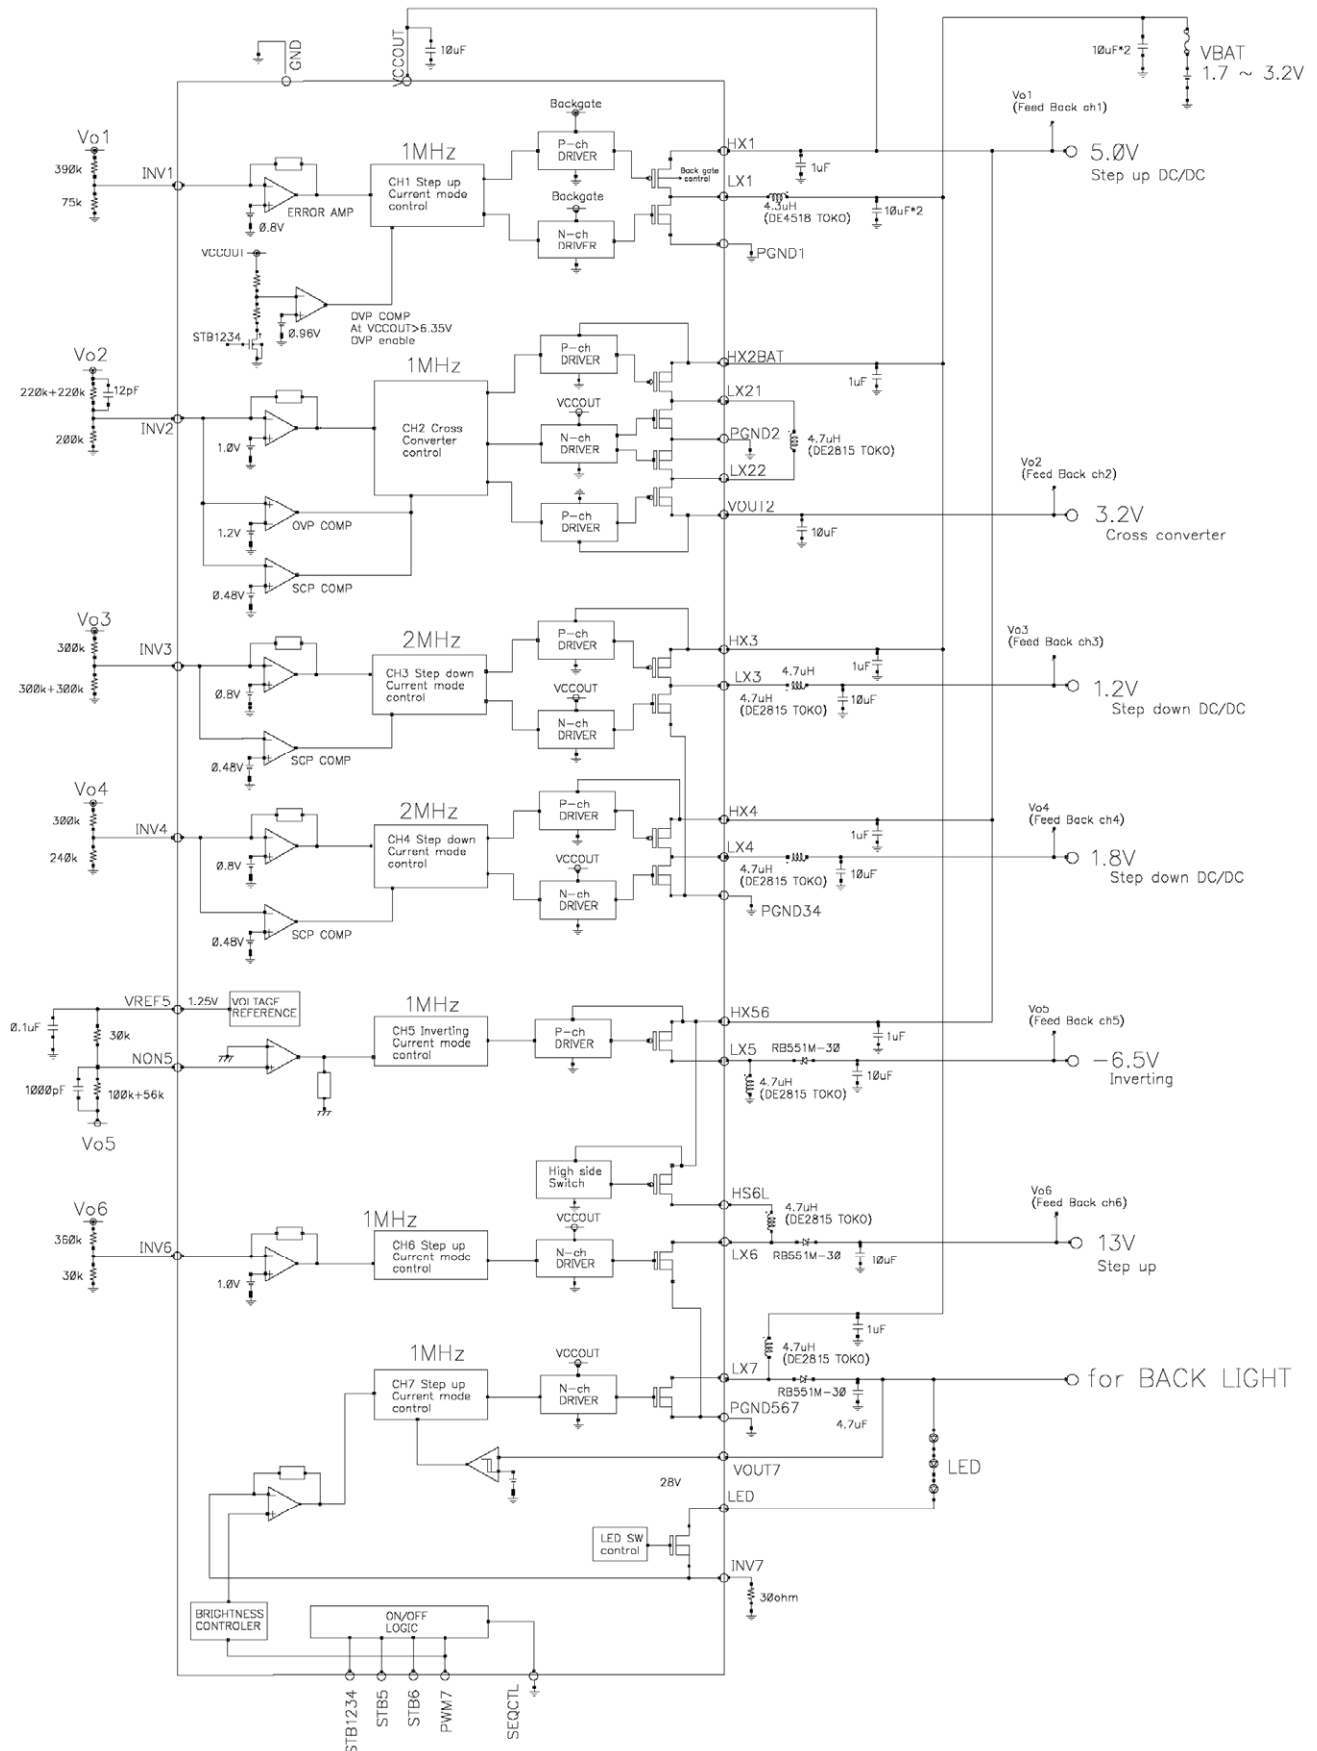 GND
VCCOUT
10uF
10uF*2
VBAT
1.7 ~ 3.2V
Vo1
(Feed Back ch1)
Vo1
390k
75k
INV1
ERROR AMP
0.8V
1MHz
CH1 Step up
Current mode
control
Backgate
P-ch
DRIVER
Backgate
N-ch
DRIVER
Back gate
control
HX1
1uF
LX1
4.3uH
(DE4518 TOKO)
10uF*2
PGND1
5.0V
Step up DC/DC
VCCOUT
STB1234
0.96V
OVP COMP
At VCCOUT>6.35V
OVP enable
Vo2
220k+220k
12pF
200k
INV2
1.0V
1.2V
OVP COMP
0.48V
SCP COMP
1MHz
CH2 Cross
Converter
control
P-ch
DRIVER
VCCOUT
N-ch
DRIVER
P-ch
DRIVER
HX2BAT
1uF
LX21
PGND2
4.7uH
(DE2815 TOKO)
LX22
VOUT2
10uF
Vo2
(Feed Back ch2)
3.2V
Cross converter
Vo3
300k
300k+300k
INV3
0.8V
0.48V
SCP COMP
2MHz
CH3 Step down
Current mode
control
P-ch
DRIVER
VCCOUT
N-ch
DRIVER
HX3
1uF
LX3
4.7uH
4.7uH
(DE2815 TOKO)
10uF
Vo3
(Feed Back ch3)
1.2V
Step down DC/DC
Vo4
300k
240k
INV4
0.8V
0.48V
SCP COMP
2MHz
CH4 Step down
Current mode
control
P-ch
DRIVER
VCCOUT
N-ch
DRIVER
HX4
1uF
LX4
4.7uH
(DE2815 TOKO)
10uF
PGND34
Vo4
(Feed Back ch4)
1.8V
Step down DC/DC
VREF5
1.25V
VOLTAGE
REFERENCE
0.1uF
30k
NON5
1000pF
100k+56k
Vo5
1MHz
CH5 Inverting
Current mode
control
P-ch
DRIVER
HX56
1uF
LX5
RB551M-30
4.7uH
(DE2815 TOKO)
10uF
Vo5
(Feed Back ch5)
-6.5V
Inverting
High side
Switch
HS6L
4.7uH
(DE2815 TOKO)
Vo6
360k
30k
INV6
1.0V
1MHz
CH6 Step up
Current mode
control
VCCOUT
N-ch
DRIVER
LX6
RB551M-30
10uF
Vo6
(Feed Back ch6)
13V
Step up
1uF
4.7uH
(DE2815 TOKO)
1MHz
CH7 Step up
Current mode
control
VCCOUT
N-ch
DRIVER
LX7
RB551M-30
4.7uF
for BACK LIGHT
PGND567
VOUT7
28V
LED
LED
LED SW
control
INV7
30ohm
BRIGHTNESS
CONTROLER
ON/OFF
LOGIC
STB1234
STB5
STB6
PWM7
SEQCTL